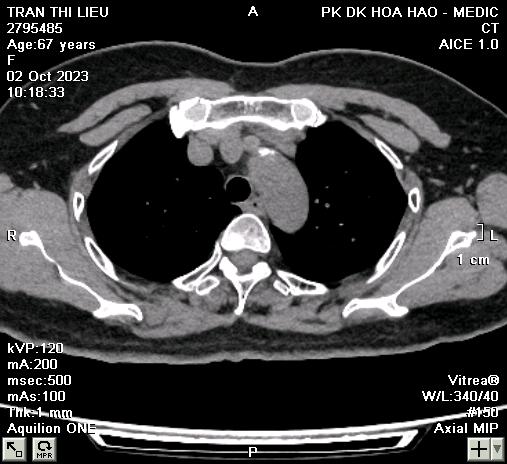 TRAN THI LIEU
2795485
Age:67 years
F
02 Oct 2023
10:18:33
A
PK DK HOA HAO - MEDIC
CT
AICE 1.0
R
L
1 cm
kVP:120
mA:200
msec:500
mAs:100
Thk:1 mm
Aquilion ONE
Vitrea®
W/L:340/40
#150
Axial MIP
MPR
P